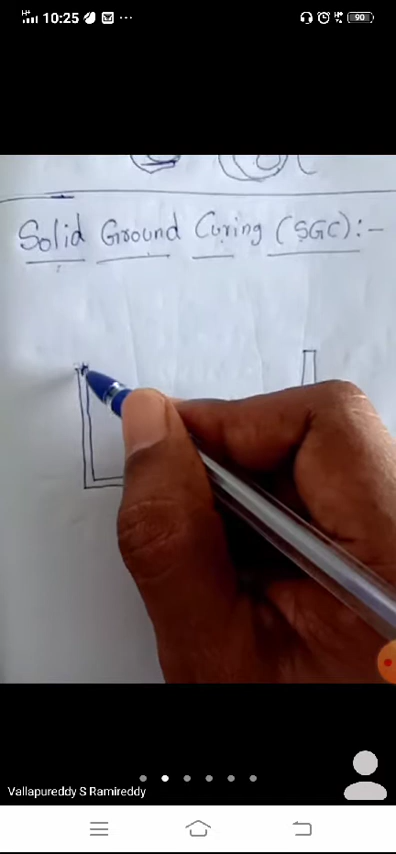 H+ 10:25 ... 90
Solid Ground Curing (SGC):-
Vallapureddy S Ramireddy